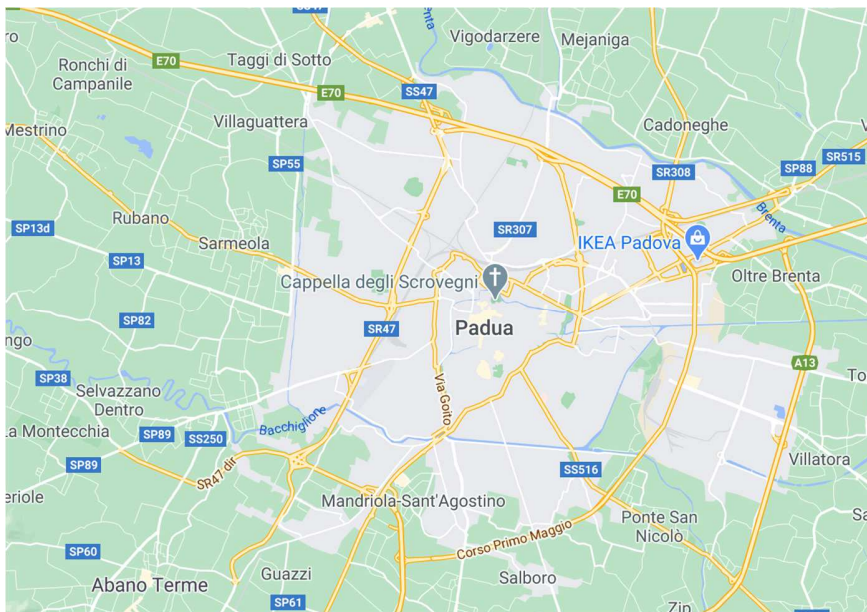 Brenta
Vigodarzere
Mejaniga
Ronchi di
Campanile
Taggi di Sotto
E70
E70
SS47
Mestrino
Villaguattera
Cadoneghe
SR515
SP55
SR308
SP88
E70
Rubano
Brenta
SP13d
Sarmeola
SR307
IKEA Padova
SP13
Cappella degli Scrovegni
Oltre Brenta
SP82
SR47
Padua
A13
SP38
Via Goito
Selvazzano
Dentro
Bacchiglione
La Montecchia
SP89
SS250
Villatora
SP89
SR47 dir
SS516
Mandriola-Sant'Agostino
Ponte San
Nicolò
SP60
Corso Primo Maggio
Abano Terme
Guazzi
Salboro
SP61
Zip